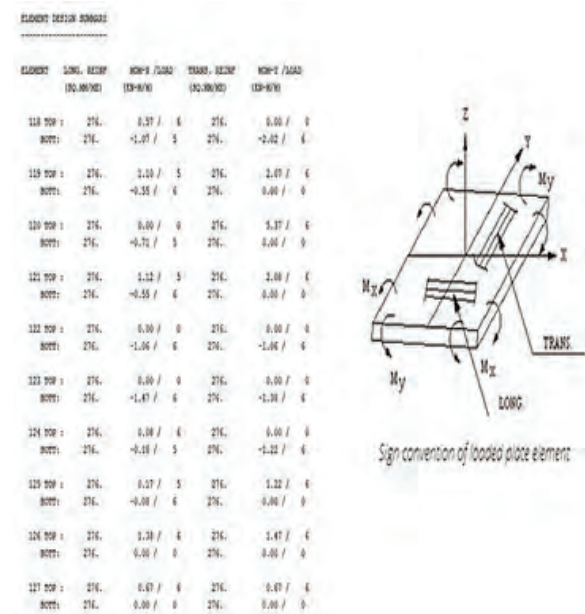 ELEMENT DESIGN SUMMARY
ELEMENT LONG. REINF MOM-X /LOAD TRANS. REINF MOM-Y /LOAD
(SQ.MM/ME) (KN-M/M) (SQ.MM/ME) (KN-M/M)
118 TOP : 276. 0.57 / 6 276. 0.00 / 0
BOTT: 276. -1.07 / 5 276. -2.02 / 6
119 TOP : 276. 1.10 / 5 276. 2.07 / 6
BOTT: 276. -0.55 / 6 276. 0.00 / 0
120 TOP : 276. 0.00 / 0 276. 5.37 / 6
BOTT: 276. -0.71 / 5 276. 0.00 / 0
121 TOP : 276. 1.12 / 5 276. 2.08 / 6
BOTT: 276. -0.55 / 6 276. 0.00 / 0
122 TOP : 276. 0.00 / 0 276. 0.00 / 0
BOTT: 276. -1.06 / 6 276. -1.06 / 6
123 TOP : 276. 0.00 / 0 276. 0.00 / 0
BOTT: 276. -1.47 / 6 276. -1.38 / 6
124 TOP : 276. 0.08 / 6 276. 0.00 / 0
BOTT: 276. -0.18 / 5 276. -1.22 / 6
125 TOP : 276. 0.17 / 5 276. 1.22 / 6
BOTT: 276. -0.08 / 6 276. -0.00 / 0
126 TOP : 276. 1.38 / 6 276. 1.47 / 6
BOTT: 276. 0.00 / 0 276. 0.00 / 0
127 TOP : 276. 0.67 / 6 276. 0.67 / 6
BOTT: 276. 0.00 / 0 276. 0.00 / 0
Z
Y
My
X
Mx
TRANS.
Mx
My
LONG.
Sign convention of loaded plate element